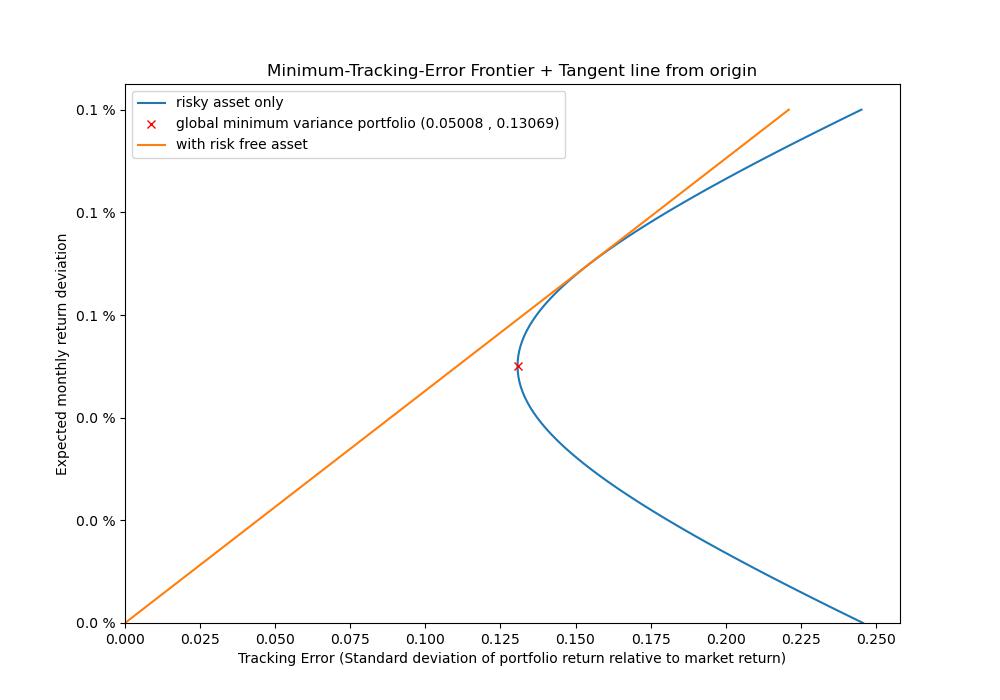 Minimum-Tracking-Error Frontier + Tangent line from origin
risky asset only
global minimum variance portfolio (0.05008 , 0.13069)
with risk free asset
Expected monthly return deviation
0.1 %
0.1 %
0.1 %
0.0 %
0.0 %
0.0 %
0.000 0.025 0.050 0.075 0.100 0.125 0.150 0.175 0.200 0.225 0.250
Tracking Error (Standard deviation of portfolio return relative to market return)